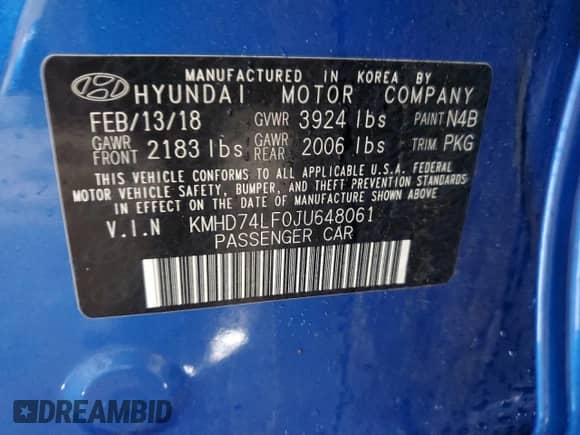 MANUFACTURED IN KOREA BY
HYUNDAI MOTOR COMPANY
FEB/13/18 GVWR 3924 lbs PAINT N4B
GAWR FRONT 2183 lbs GAWR REAR 2006 lbs TRIM PKG
THIS VEHICLE CONFORMS TO ALL APPLICABLE U.S.A. FEDERAL
MOTOR VEHICLE SAFETY, BUMPER, AND THEFT PREVENTION STANDARDS
IN EFFECT ON THE DATE OF MANUFACTURE SHOWN ABOVE.
V.I.N KMHD74LF0JU648061
PASSENGER CAR
DREAMBID